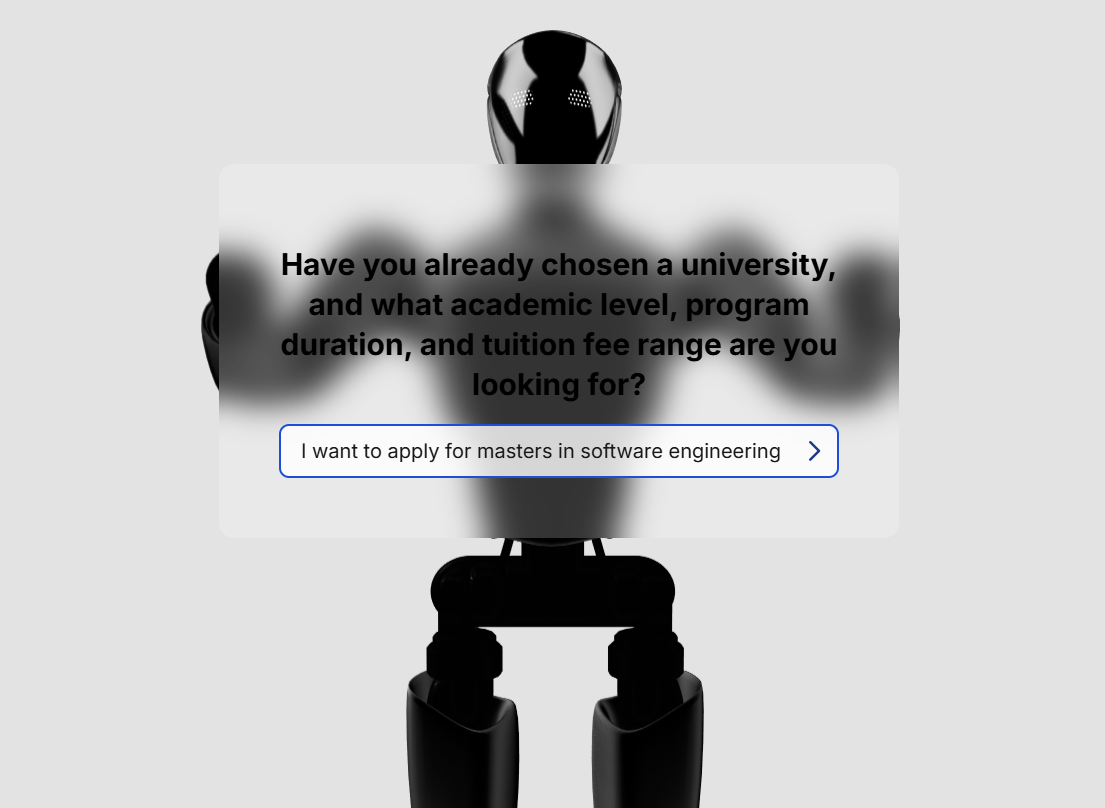 Have you already chosen a university,
and what academic level, program
duration, and tuition fee range are you
looking for?
I want to apply for masters in software engineering